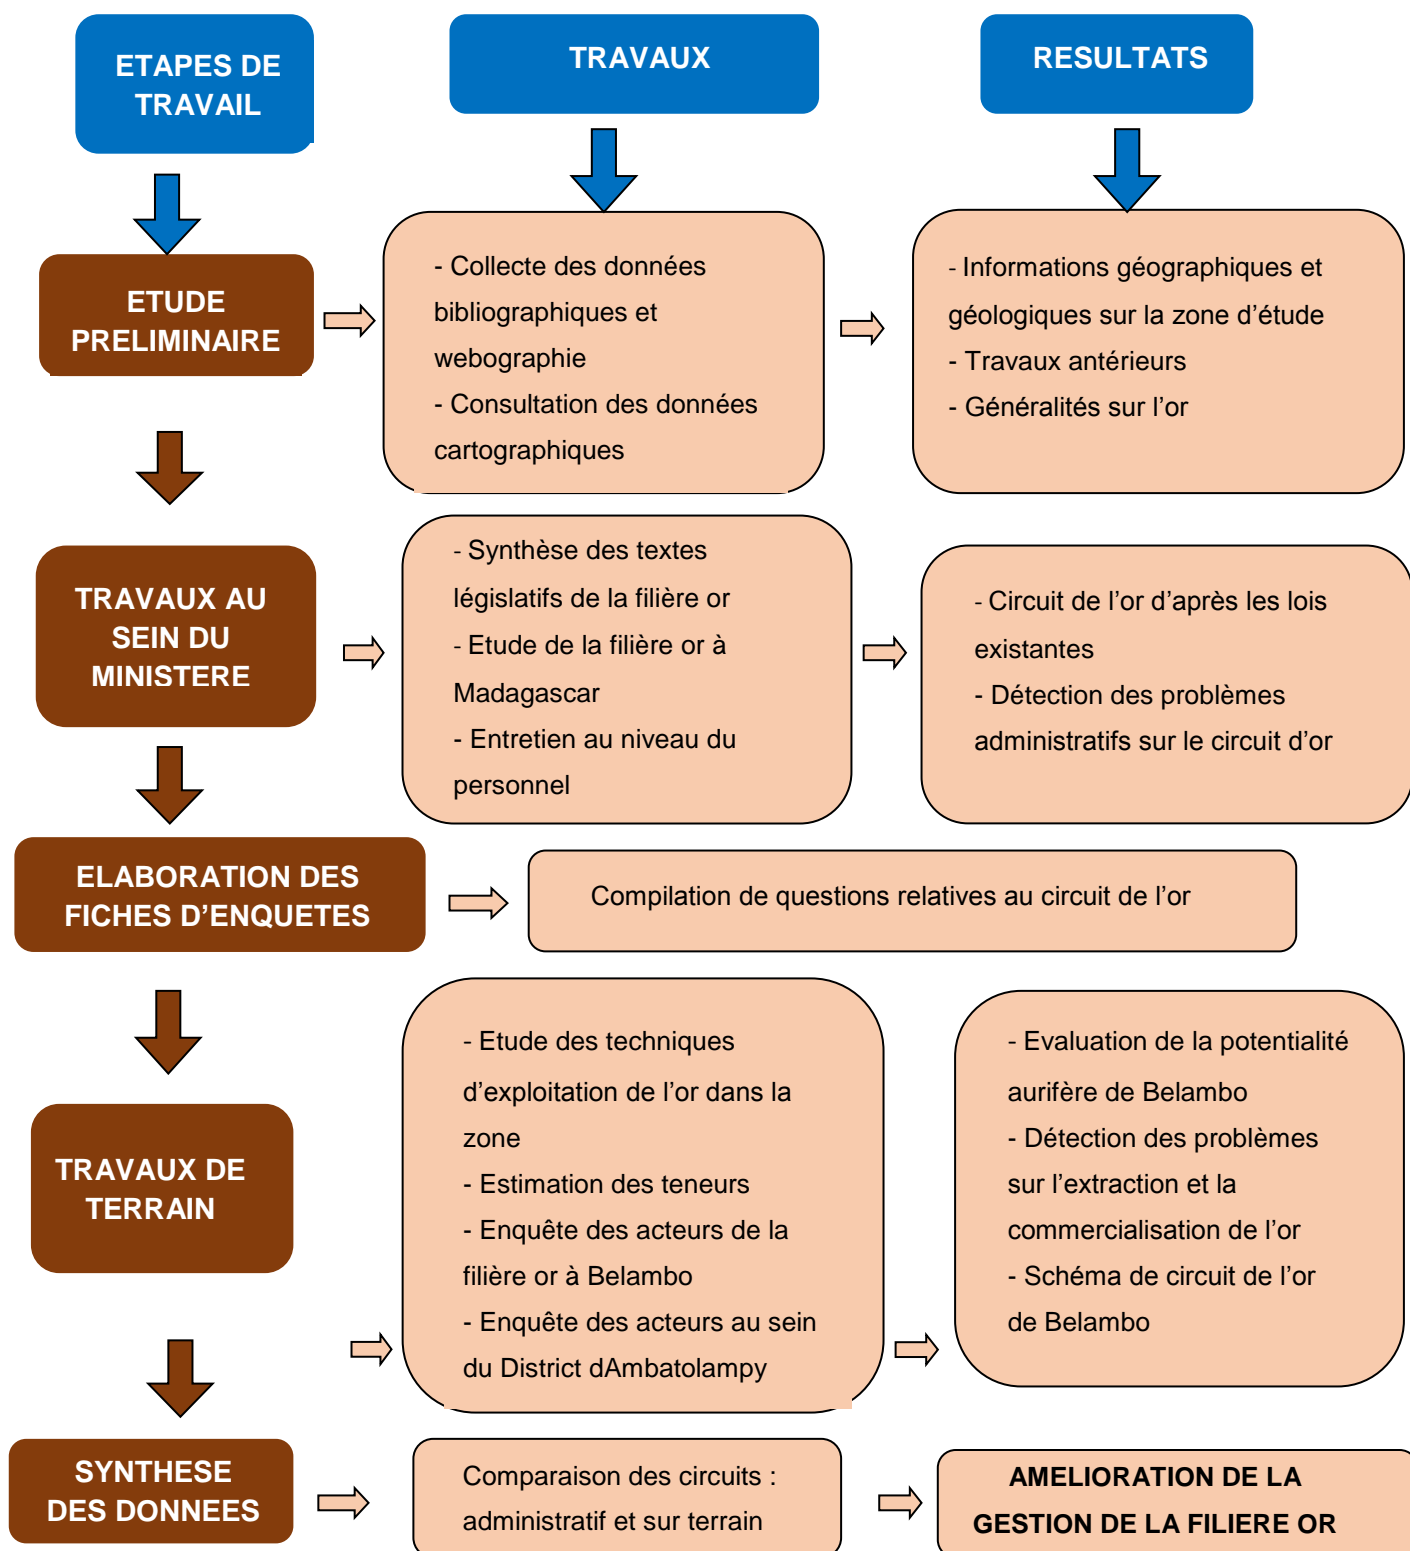 ETAPES DE
TRAVAIL
TRAVAUX
RESULTATS
ETUDE
PRELIMINAIRE
- Collecte des données
bibliographiques et
webographie
- Consultation des données
cartographiques
- Informations géographiques et
géologiques sur la zone d’étude
- Travaux antérieurs
- Généralités sur l’or
TRAVAUX AU
SEIN DU
MINISTERE
- Synthèse des textes
législatifs de la filière or
- Etude de la filière or à
Madagascar
- Entretien au niveau du
personnel
- Circuit de l’or d’après les lois
existantes
- Détection des problèmes
administratifs sur le circuit d’or
ELABORATION DES
FICHES D’ENQUETES
Compilation de questions relatives au circuit de l’or
TRAVAUX DE
TERRAIN
- Etude des techniques
d’exploitation de l’or dans la
zone
- Estimation des teneurs
- Enquête des acteurs de la
filière or à Belambo
- Enquête des acteurs au sein
du District dAmbatolampy
- Evaluation de la potentialité
aurifère de Belambo
- Détection des problèmes
sur l’extraction et la
commercialisation de l’or
- Schéma de circuit de l’or
de Belambo
SYNTHESE
DES DONNEES
Comparaison des circuits :
administratif et sur terrain
AMELIORATION DE LA
GESTION DE LA FILIERE OR